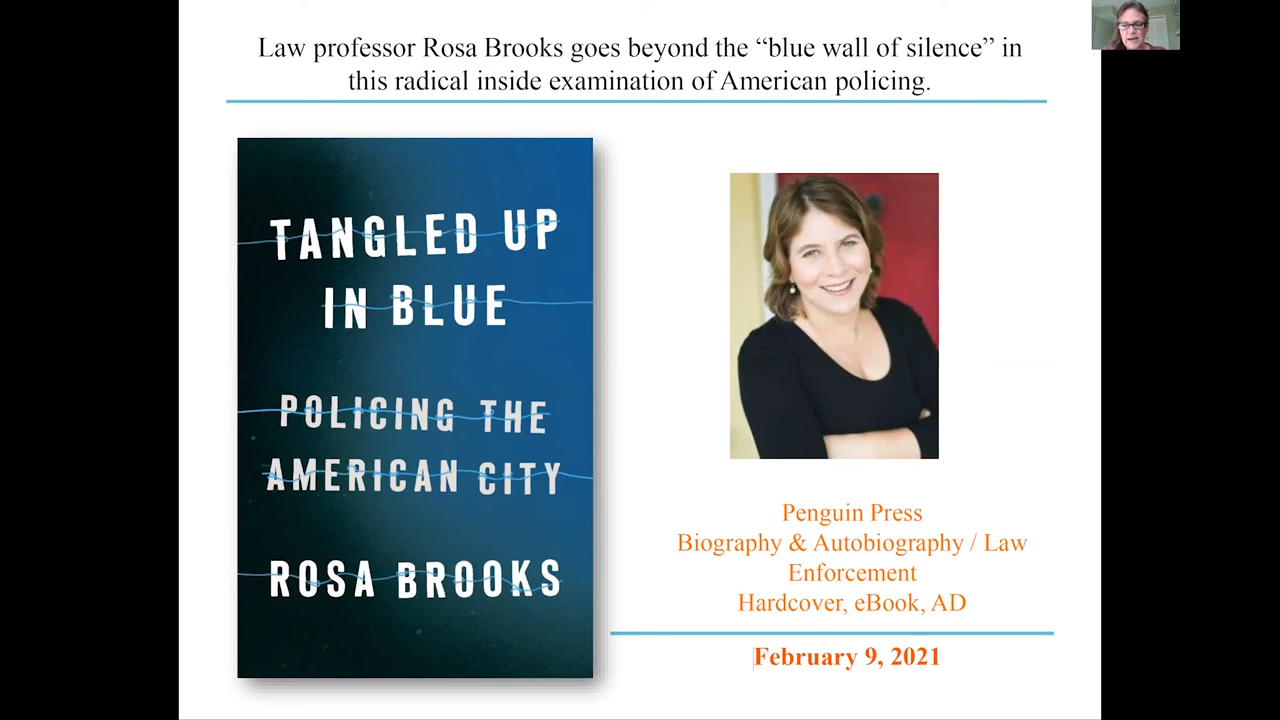 Law professor Rosa Brooks goes beyond the “blue wall of silence” in
this radical inside examination of American policing.
TANGLED UP
IN BLUE
POLICING THE
AMERICAN CITY
ROSA BROOKS
Penguin Press
Biography & Autobiography / Law
Enforcement
Hardcover, eBook, AD
February 9, 2021